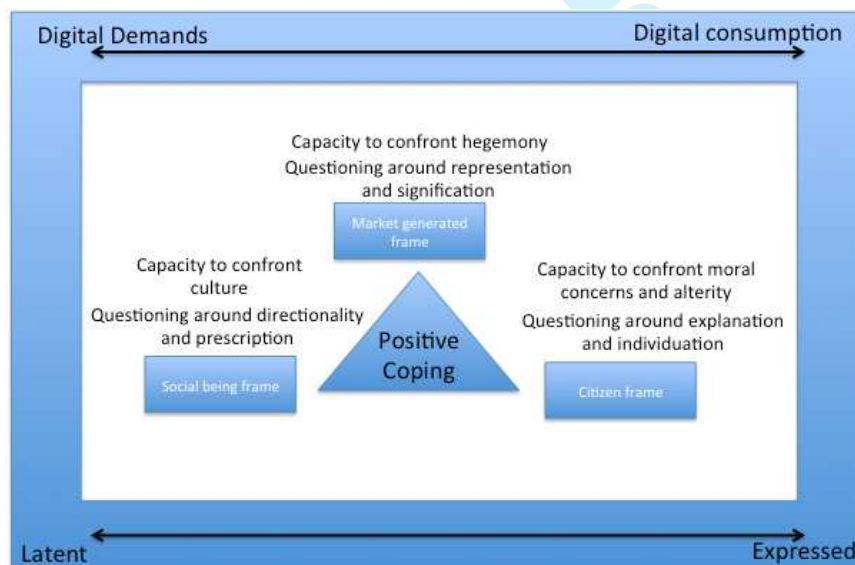 Digital Demands
Digital consumption
Capacity to confront hegemony
Questioning around representation
and signification
Market generated
frame
Capacity to confront
culture
Questioning around directionality
and prescription
Social being frame
Positive
Coping
Capacity to confront moral
concerns and alterity
Questioning around explanation
and individuation
Citizen frame
Latent
Expressed